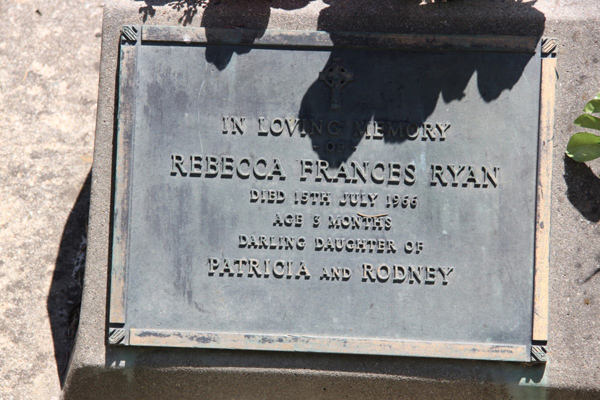 IN LOVING MEMORY
OF
REBECCA FRANCES RYAN
DIED 15TH JULY 1966
AGE 3 MONTHS
DARLING DAUGHTER OF
PATRICIA AND RODNEY